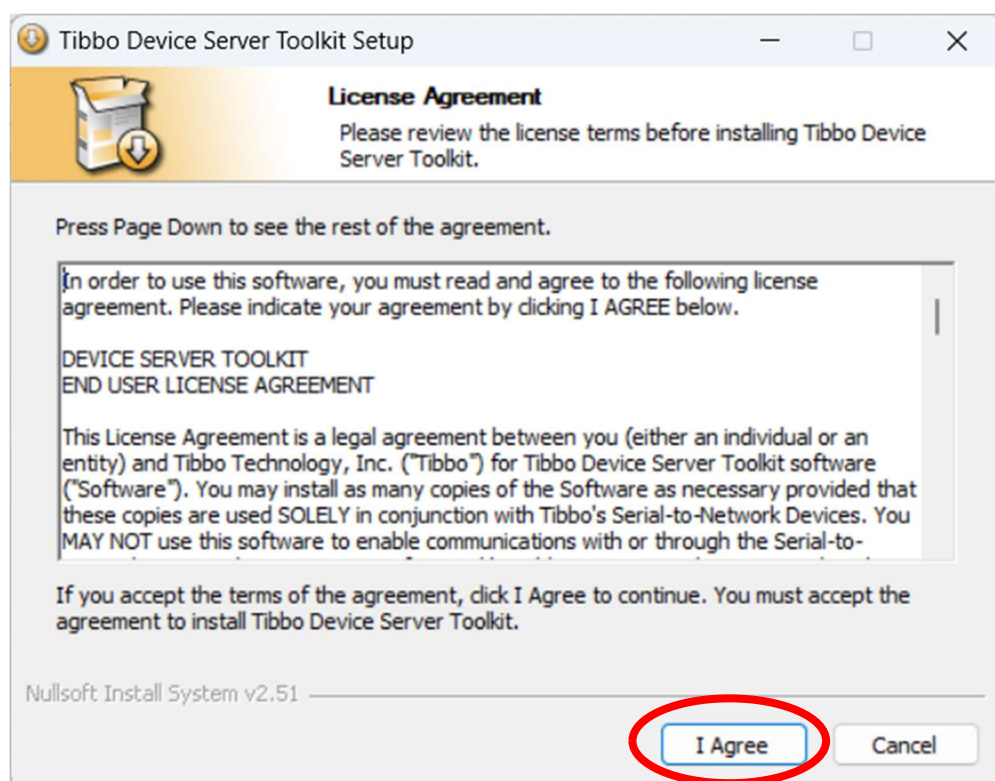 Tibbo Device Server Toolkit Setup
License Agreement
Please review the license terms before installing Tibbo Device
Server Toolkit.
Press Page Down to see the rest of the agreement.
In order to use this software, you must read and agree to the following license
agreement. Please indicate your agreement by clicking I AGREE below.
DEVICE SERVER TOOLKIT
END USER LICENSE AGREEMENT
This License Agreement is a legal agreement between you (either an individual or an
entity) and Tibbo Technology, Inc. ("Tibbo") for Tibbo Device Server Toolkit software
("Software"). You may install as many copies of the Software as necessary provided that
these copies are used SOLELY in conjunction with Tibbo's Serial-to-Network Devices. You
MAY NOT use this software to enable communications with or through the Serial-to-
If you accept the terms of the agreement, click I Agree to continue. You must accept the
agreement to install Tibbo Device Server Toolkit.
Nullsoft Install System v2.51
I Agree
Cancel